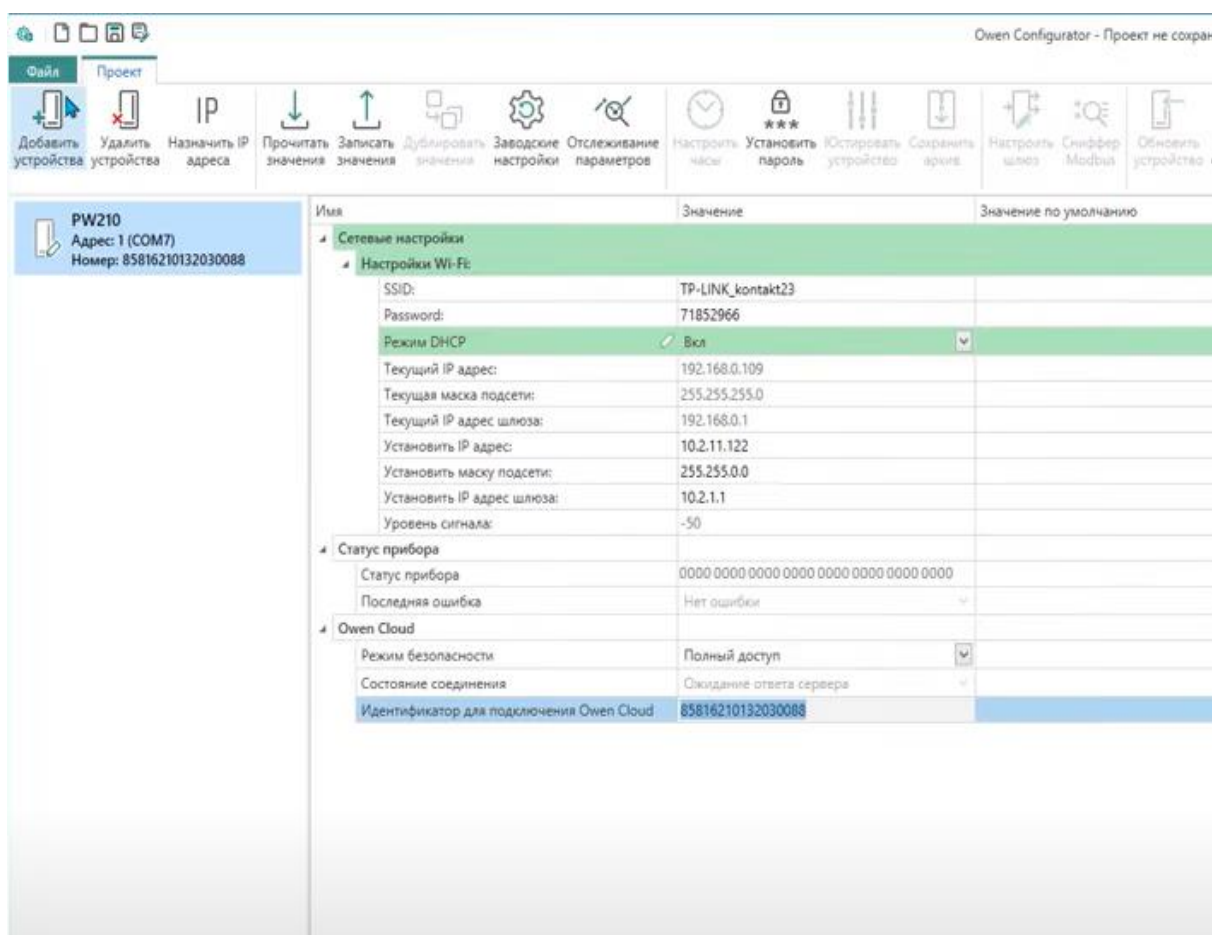 Owen Configurator - Проект не сохран
Файл Проект
Добавить устройства
Удалить устройства
IP
Назначить IP адреса
Прочитать значения
Записать значения
Дублировать значения
Заводские настройки
Отслеживание параметров
Настроить часы
Установить пароль
Юстировать устройство
Сохранить архив
Настроить шлюз
Сниффер Modbus
Обновить устройство
PW210
Адрес: 1 (COM7)
Номер: 85816210132030088
Имя Значение Значение по умолчанию
Сетевые настройки
Настройки Wi-Fi:
SSID: TP-LINK_kontakt23
Password: 71852966
Режим DHCP Вкл
Текущий IP адрес: 192.168.0.109
Текущая маска подсети: 255.255.255.0
Текущий IP адрес шлюза: 192.168.0.1
Установить IP адрес: 10.2.11.122
Установить маску подсети: 255.255.0.0
Установить IP адрес шлюза: 10.2.1.1
Уровень сигнала: -50
Статус прибора
Статус прибора 0000 0000 0000 0000 0000 0000 0000 0000
Последняя ошибка Нет ошибки
Owen Cloud
Режим безопасности Полный доступ
Состояние соединения Ожидание ответа сервера
Идентификатор для подключения Owen Cloud 85816210132030088